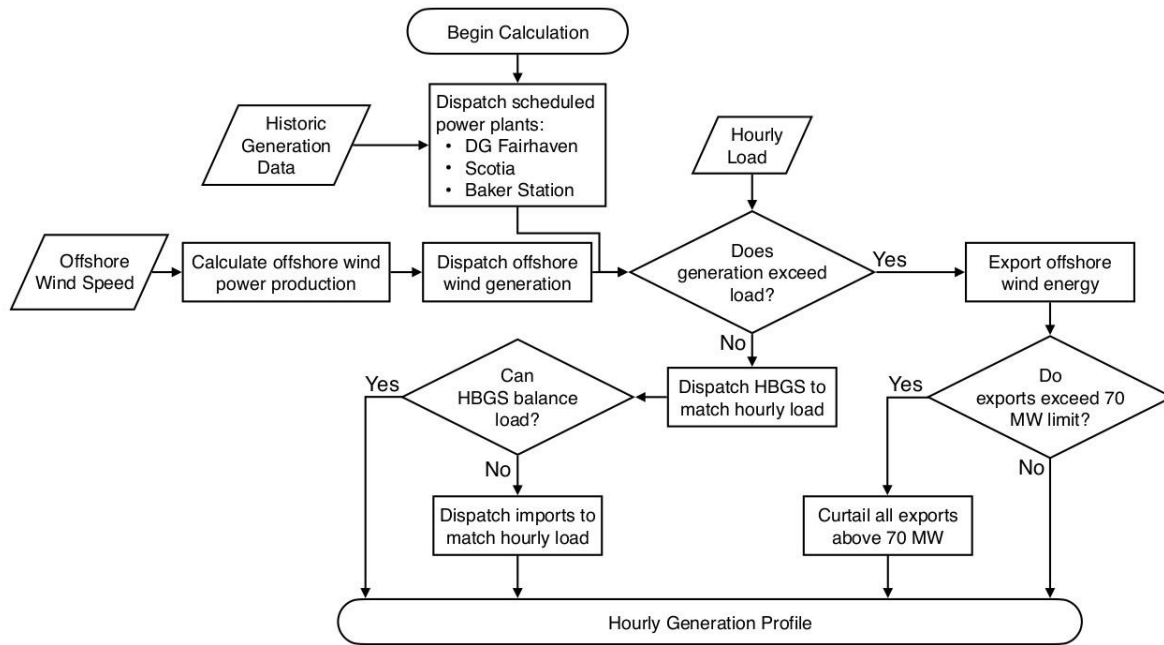 Begin Calculation
Dispatch scheduled
power plants:
• DG Fairhaven
• Scotia
• Baker Station
Historic
Generation
Data
Hourly
Load
Offshore
Wind Speed
Calculate offshore wind
power production
Dispatch offshore
wind generation
Does
generation exceed
load?
Yes
Export offshore
wind energy
No
Dispatch HBGS to
match hourly load
Can
HBGS balance
load?
Yes
No
Dispatch imports to
match hourly load
Do
exports exceed 70
MW limit?
Yes
No
Curtail all exports
above 70 MW
Hourly Generation Profile